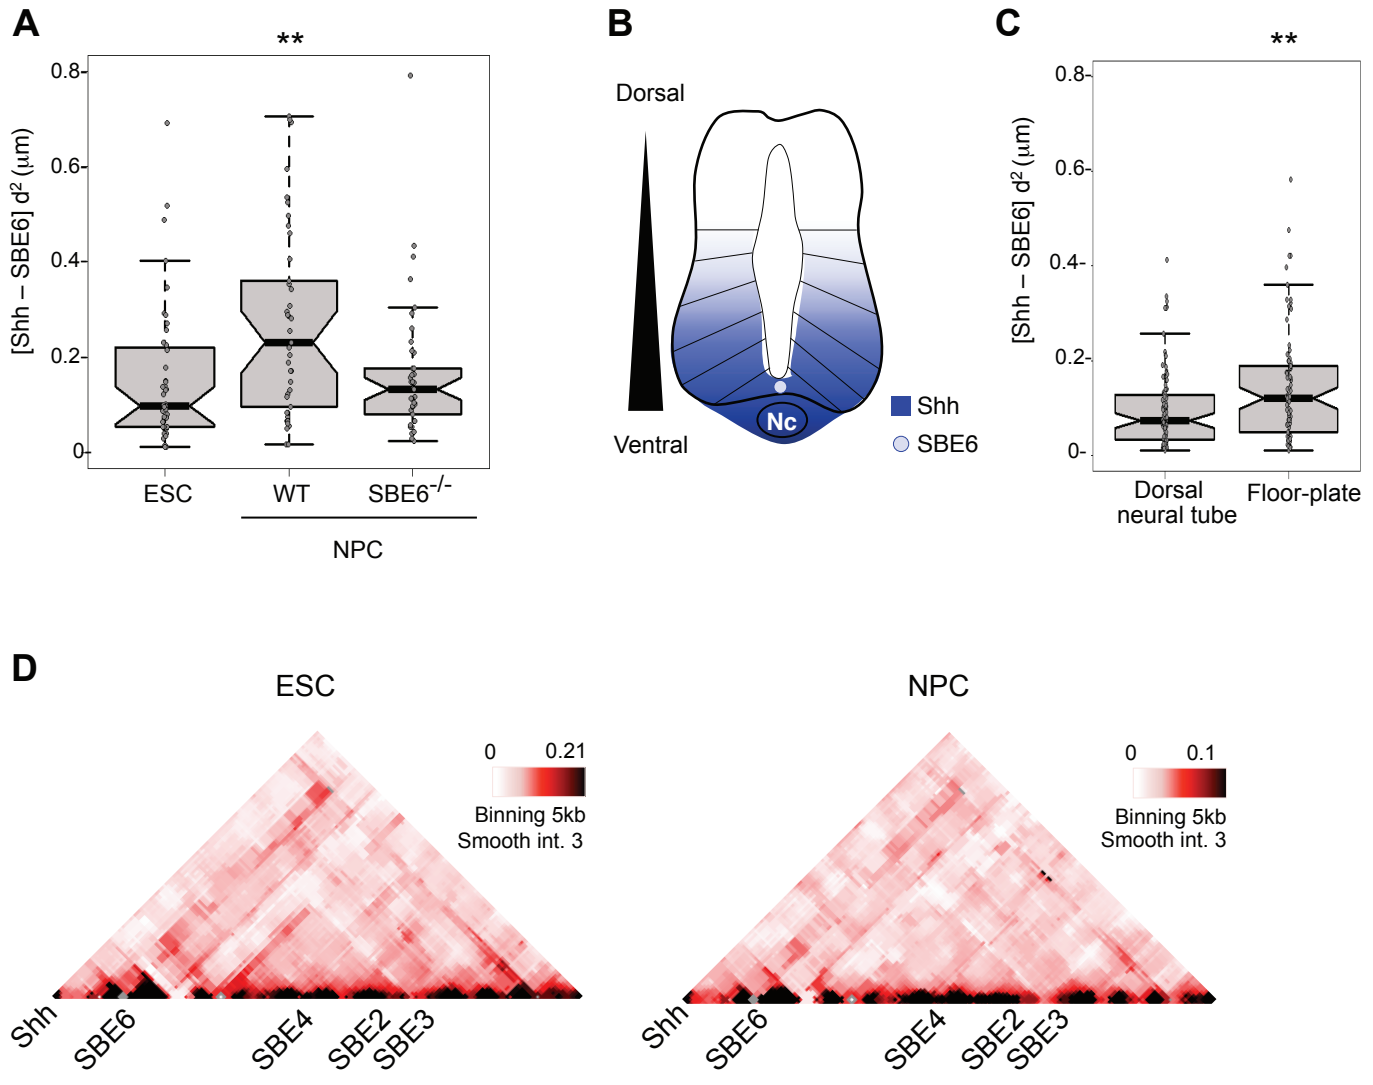 A
**
[Shh – SBE6] d² (µm)
0.8
0.6
0.4
0.2
0
ESC
WT
SBE6-/-
NPC
B
Dorsal
Ventral
Nc
Shh
SBE6
C
**
[Shh – SBE6] d² (µm)
0.8
0.6
0.4
0.2
0
Dorsal
neural tube
Floor-plate
D
ESC
0 0.21
Binning 5kb
Smooth int. 3
Shh
SBE6
SBE4
SBE2
SBE3
NPC
0 0.1
Binning 5kb
Smooth int. 3
Shh
SBE6
SBE4
SBE2
SBE3